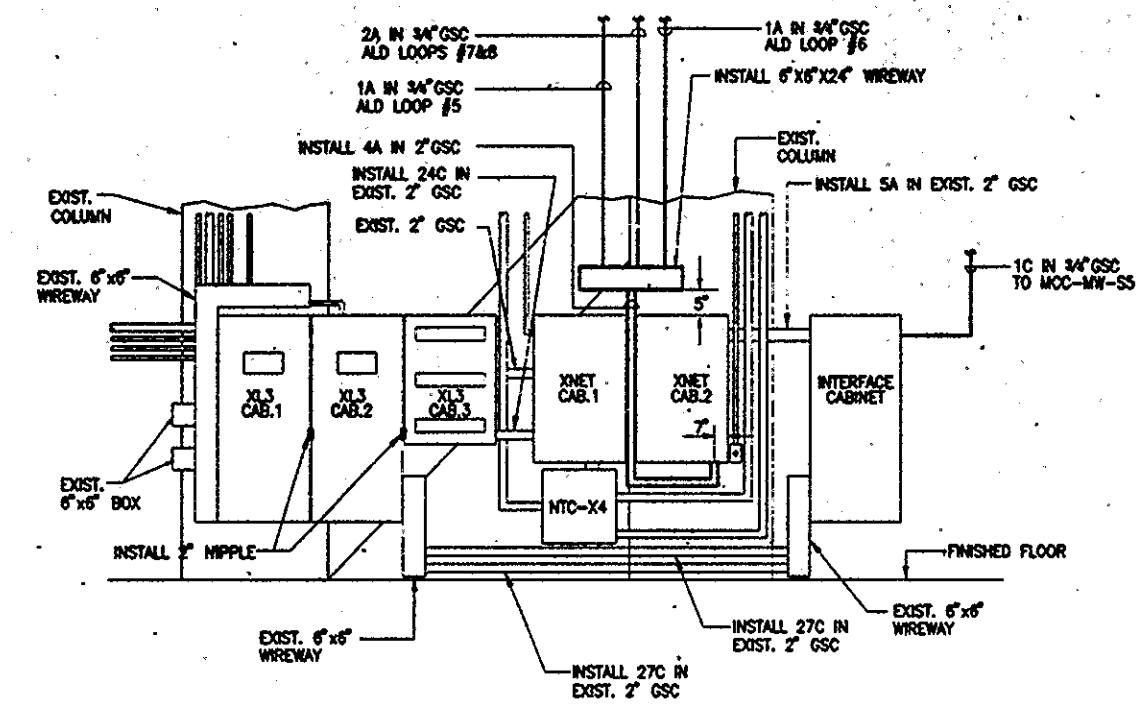 2A IN 3/4" GSC
ALD LOOPS #7&8
1A IN 3/4" GSC
ALD LOOP #6
1A IN 3/4" GSC
ALD LOOP #5
INSTALL 6"X6"X24" WIREWAY
INSTALL 4A IN 2" GSC
EXIST.
COLUMN
INSTALL 24C IN
EXIST. 2" GSC
INSTALL 5A IN EXIST. 2" GSC
EXIST.
COLUMN
EXIST. 2" GSC
EXIST. 6"x6"
WIREWAY
1C IN 3/4" GSC
TO MCC-MW-S5
5"
XL3
CAB.1
XL3
CAB.2
XL3
CAB.3
XNET
CAB.1
XNET
CAB.2
INTERFACE
CABINET
7"
EXIST.
6"x6" BOX
NTC-X4
INSTALL 2" NIPPLE
FINISHED FLOOR
EXIST. 6"x6"
WIREWAY
EXIST. 6"x6"
WIREWAY
INSTALL 27C IN
EXIST. 2" GSC
INSTALL 27C IN
EXIST. 2" GSC